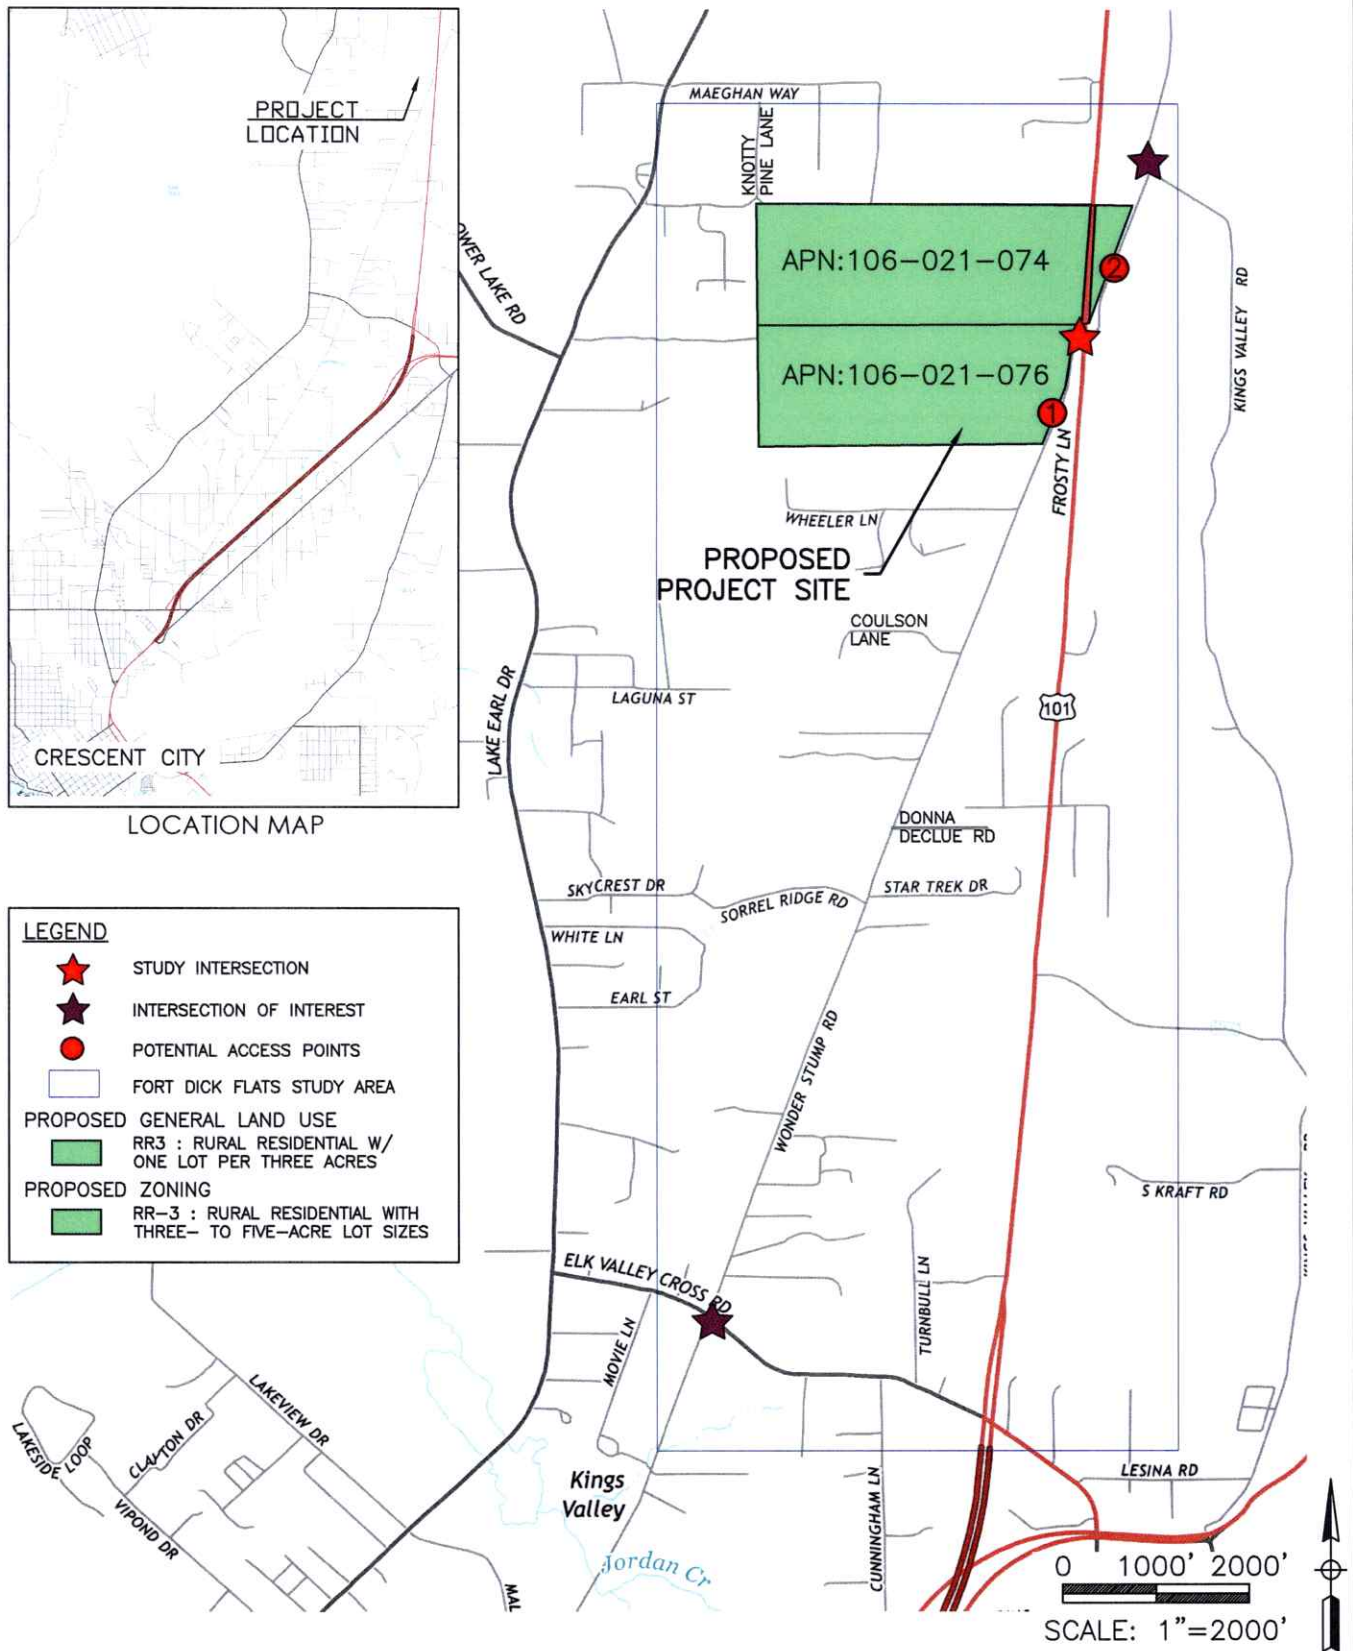 PROJECT
LOCATION
CRESCENT CITY
LOCATION MAP
MAEGHAN WAY
KNOTTY
PINE LANE
OWER LAKE RD
APN:106-021-074
2
APN:106-021-076
1
KINGS VALLEY RD
FROSTY LN
WHEELER LN
PROPOSED
PROJECT SITE
COULSON
LANE
LAGUNA ST
LAKE EARL DR
101
DONNA
DECLUE RD
SKYCREST DR
SORREL RIDGE RD
STAR TREK DR
WHITE LN
EARL ST
WONDER STUMP RD
S KRAFT RD
TURNBULL LN
ELK VALLEY CROSS RD
MOVIE LN
LEGEND
STUDY INTERSECTION
INTERSECTION OF INTEREST
POTENTIAL ACCESS POINTS
FORT DICK FLATS STUDY AREA
PROPOSED GENERAL LAND USE
RR3 : RURAL RESIDENTIAL W/
ONE LOT PER THREE ACRES
PROPOSED ZONING
RR-3 : RURAL RESIDENTIAL WITH
THREE- TO FIVE-ACRE LOT SIZES
LAKEVIEW DR
CLAYTON DR
LAKESIDE LOOP
VIPOND DR
MAL
Kings
Valley
Jordan Cr
CUNNINGHAM LN
LESINA RD
0 1000' 2000'
SCALE: 1"=2000'